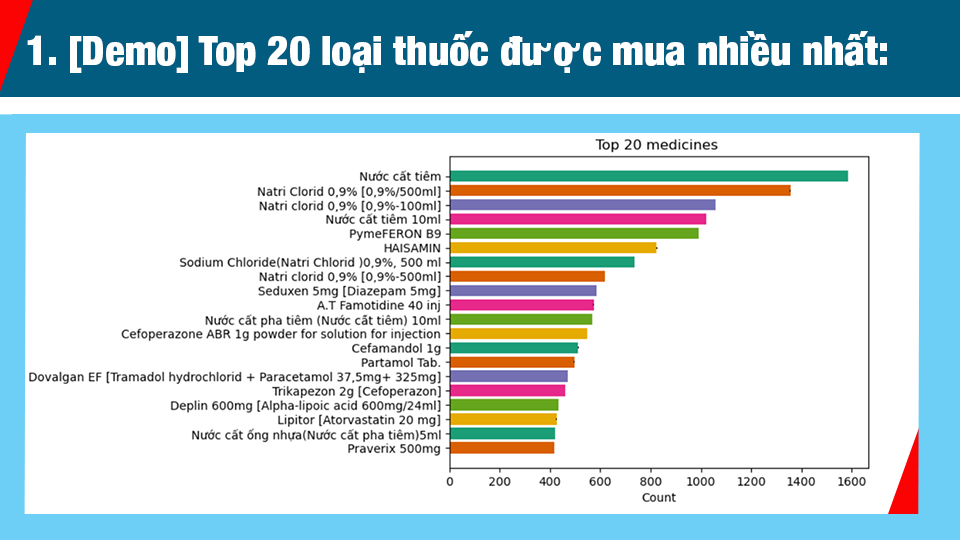 1. [Demo] Top 20 loại thuốc được mua nhiều nhất:
Top 20 medicines
Nước cất tiêm
Natri Clorid 0,9% [0,9%/500ml]
Natri clorid 0,9% [0,9%-100ml]
Nước cất tiêm 10ml
PymeFERON B9
HAISAMIN
Sodium Chloride(Natri Chlorid )0,9%, 500 ml
Natri clorid 0,9% [0,9%-500ml]
Seduxen 5mg [Diazepam 5mg]
A.T Famotidine 40 inj
Nước cất pha tiêm (Nước cất tiêm) 10ml
Cefoperazone ABR 1g powder for solution for injection
Cefamandol 1g
Partamol Tab.
Dovalgan EF [Tramadol hydrochlorid + Paracetamol 37,5mg+ 325mg]
Trikapezon 2g [Cefoperazon]
Deplin 600mg [Alpha-lipoic acid 600mg/24ml]
Lipitor [Atorvastatin 20 mg]
Nước cất ống nhựa(Nước cất pha tiêm)5ml
Praverix 500mg
0 200 400 600 800 1000 1200 1400 1600
Count